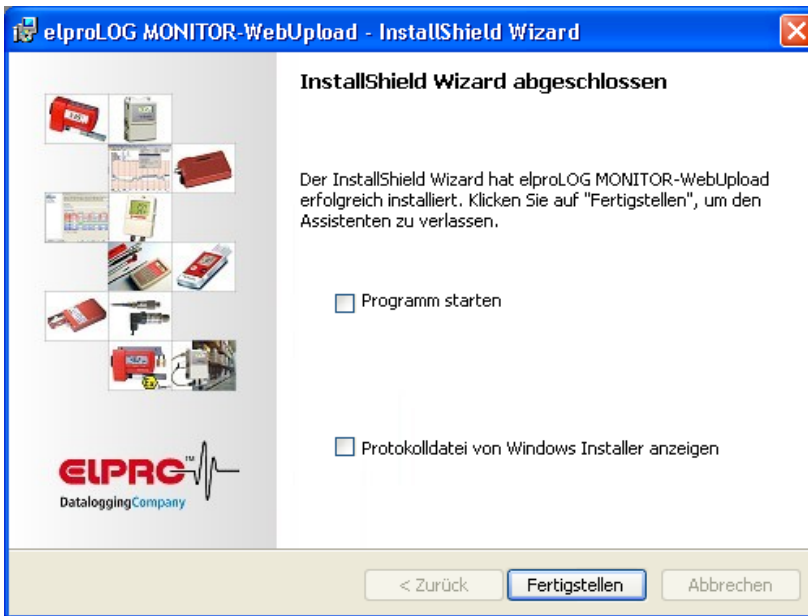 elproLOG MONITOR-WebUpload - InstallShield Wizard
InstallShield Wizard abgeschlossen
Der InstallShield Wizard hat elproLOG MONITOR-WebUpload
erfolgreich installiert. Klicken Sie auf "Fertigstellen", um den
Assistenten zu verlassen.
Programm starten
Protokolldatei von Windows Installer anzeigen
ELPRO™
DataloggingCompany
< Zurück
Fertigstellen
Abbrechen